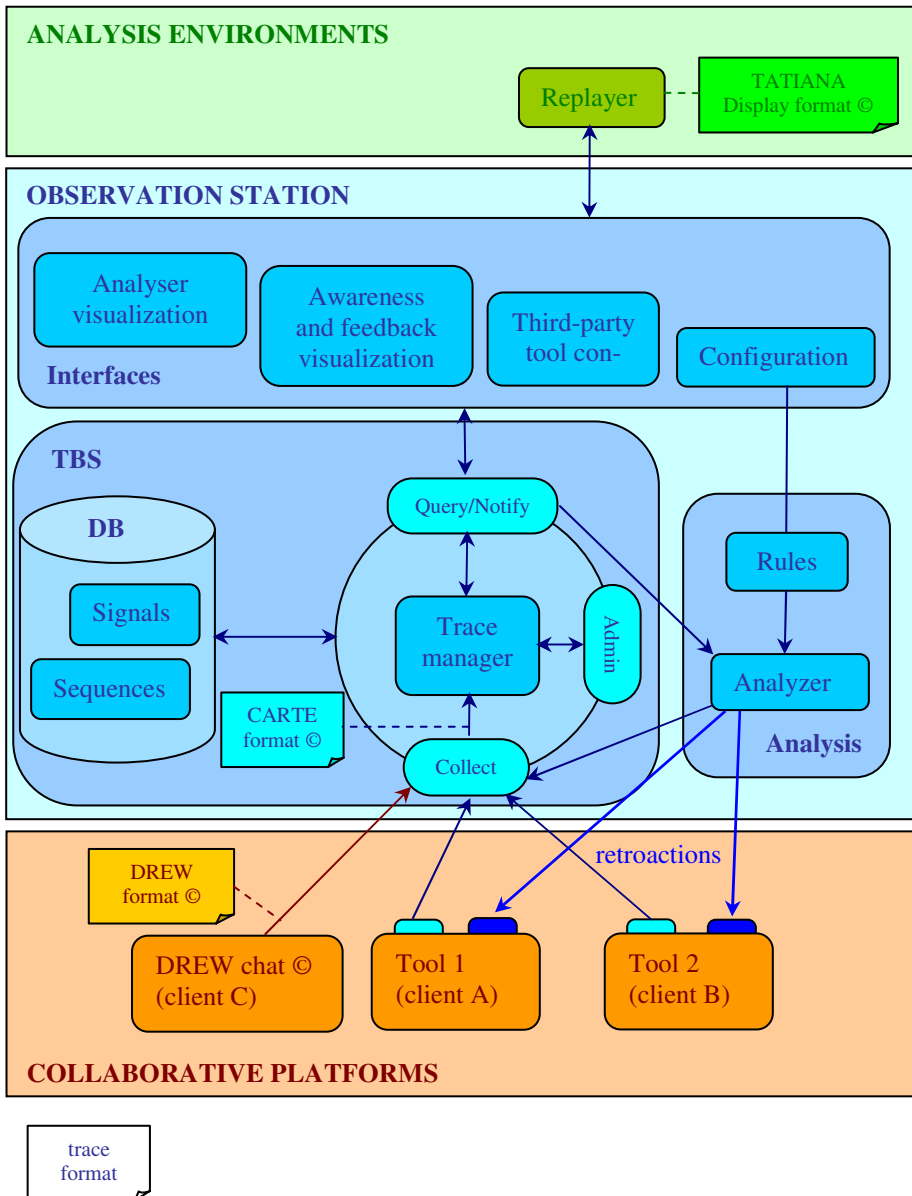 ANALYSIS ENVIRONMENTS
Replayer
TATIANA
Display format ©
OBSERVATION STATION
Analyser
visualization
Awareness
and feedback
visualization
Third-party
tool con-
Configuration
Interfaces
TBS
Query/Notify
DB
Signals
Sequences
Trace
manager
Admin
Rules
Analyzer
CARTE
format ©
Collect
Analysis
retroactions
DREW
format ©
DREW chat ©
(client C)
Tool 1
(client A)
Tool 2
(client B)
COLLABORATIVE PLATFORMS
trace
format